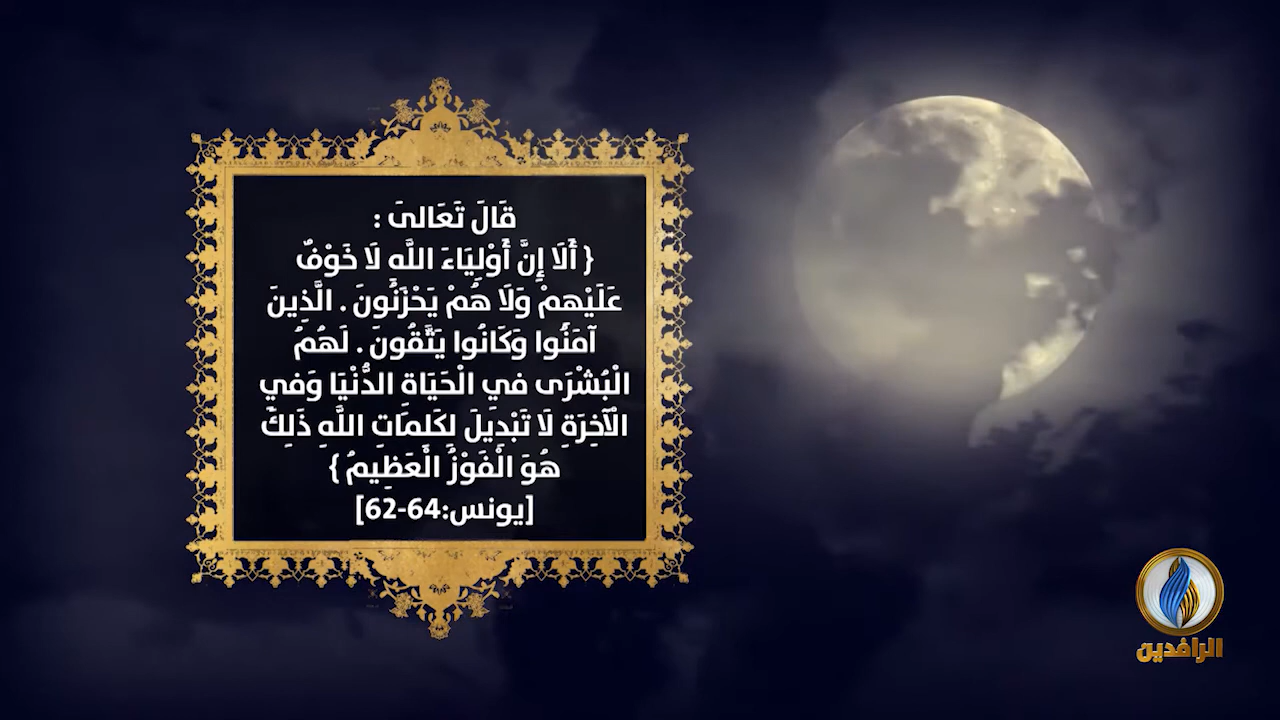 قَالَ تَعَالىَ :
{ أَلَا إِنَّ أَوْلِيَاءَ اللَّهِ لَا خَوْفٌ
عَلَيْهِمْ وَلَا هُمْ يَحْزَنُونَ . الَّذِينَ
آمَنُوا وَكَانُوا يَتَّقُونَ . لَهُمُ
الْبُشْرَى فِي الْحَيَاةِ الدُّنْيَا وَفِي
الْآخِرَةِ لَا تَبْدِيلَ لِكَلِمَاتِ اللَّهِ ذَلِكَ
هُوَ الْفَوْزُ الْعَظِيمُ }
[يونس:64-62]
الرافدين